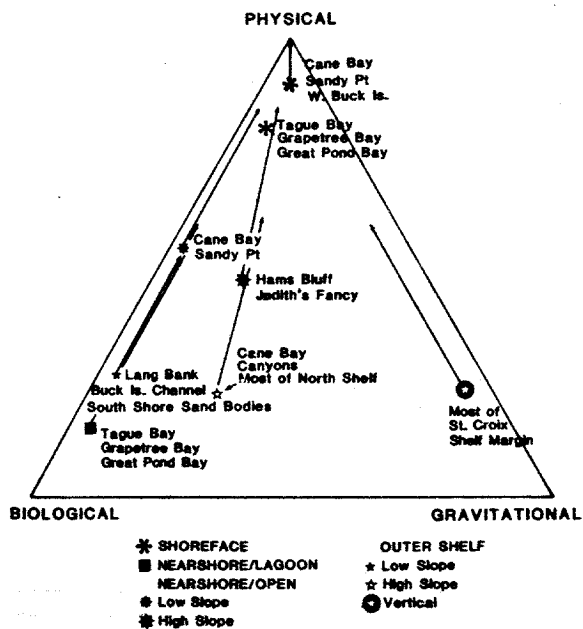 PHYSICAL
Cane Bay
Sandy Pt
W. Buck Is.
Tague Bay
Grapetree Bay
Great Pond Bay
Cane Bay
Sandy Pt
Hams Bluff
Judith's Fancy
Cane Bay
Canyons
Most of North Shelf
Lang Bank
Buck Is. Channel
South Shore Sand Bodies
Tague Bay
Grapetree Bay
Great Pond Bay
Most of
St. Croix
Shelf Margin
BIOLOGICAL
GRAVITATIONAL
SHOREFACE
NEARSHORE/LAGOON
NEARSHORE/OPEN
Low Slope
High Slope
OUTER SHELF
Low Slope
High Slope
Vertical